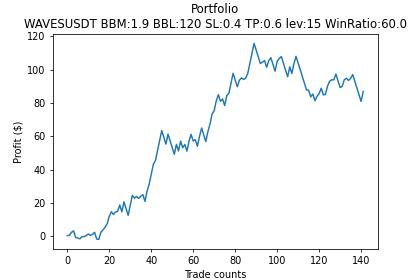 Portfolio
WAVESUSDT BBM:1.9 BBL:120 SL:0.4 TP:0.6 lev:15 WinRatio:60.0
120
100
80
60
40
20
0
Profit ($)
0 20 40 60 80 100 120 140
Trade counts